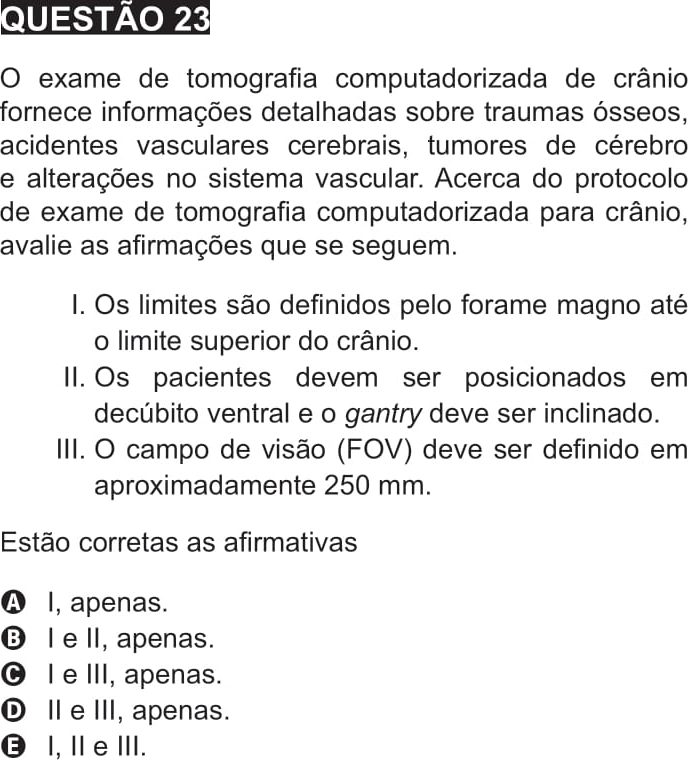 QUESTÃO 23
O exame de tomografia computadorizada de crânio
fornece informações detalhadas sobre traumas ósseos,
acidentes vasculares cerebrais, tumores de cérebro
e alterações no sistema vascular. Acerca do protocolo
de exame de tomografia computadorizada para crânio,
avalie as afirmações que se seguem.
I. Os limites são definidos pelo forame magno até
o limite superior do crânio.
II. Os pacientes devem ser posicionados em
decúbito ventral e o gantry deve ser inclinado.
III. O campo de visão (FOV) deve ser definido em
aproximadamente 250 mm.
Estão corretas as afirmativas
A I, apenas.
B I e II, apenas.
C I e III, apenas.
D II e III, apenas.
E I, II e III.